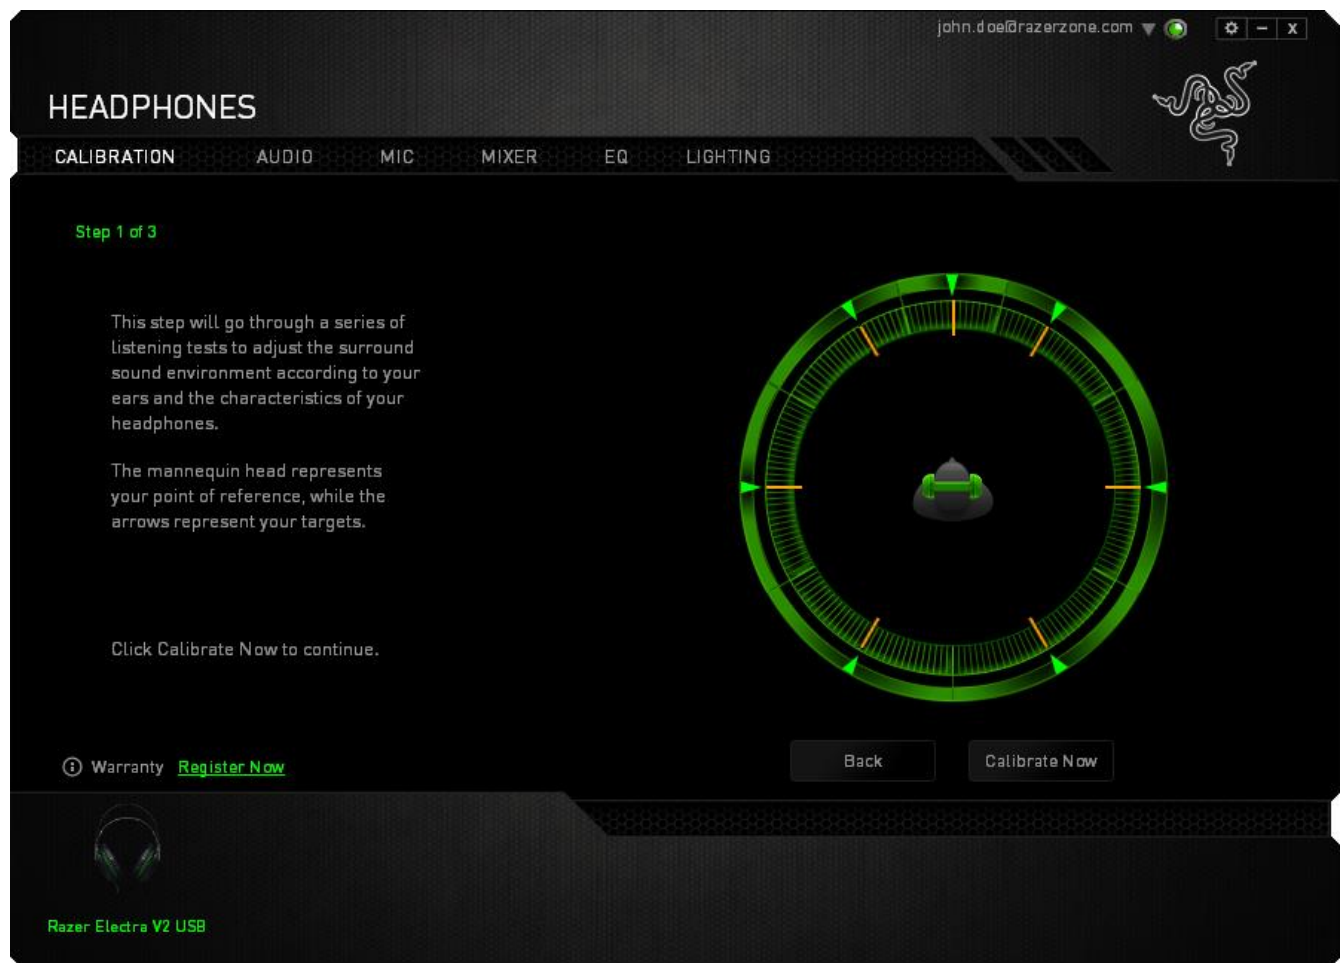 john.doe@razerzone.com
HEADPHONES
CALIBRATION AUDIO MIC MIXER EQ LIGHTING
Step 1 of 3
This step will go through a series of
listening tests to adjust the surround
sound environment according to your
ears and the characteristics of your
headphones.
The mannequin head represents
your point of reference, while the
arrows represent your targets.
Click Calibrate Now to continue.
Warranty Register Now
Back Calibrate Now
Razer Electra V2 USB